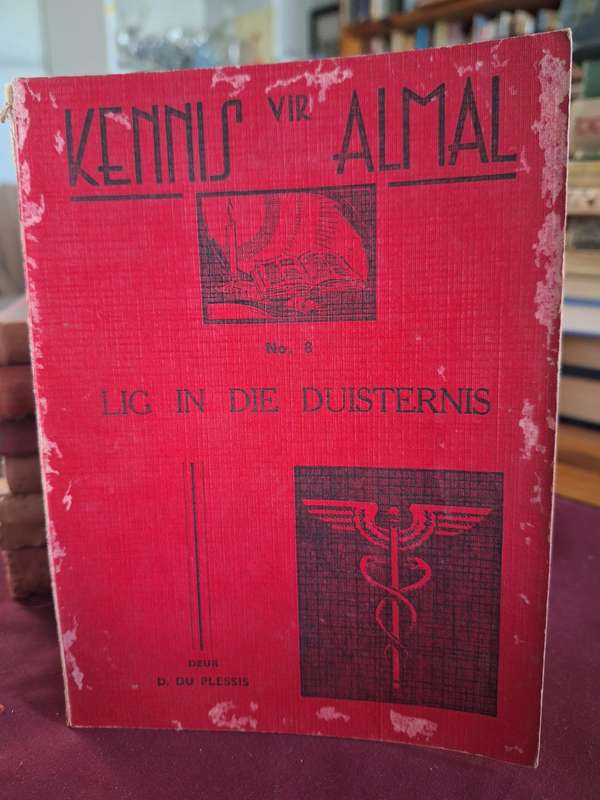 KENNIS VIR ALMAL
No. 8
LIG IN DIE DUISTERNIS
DEUR
D. DU PLESSIS